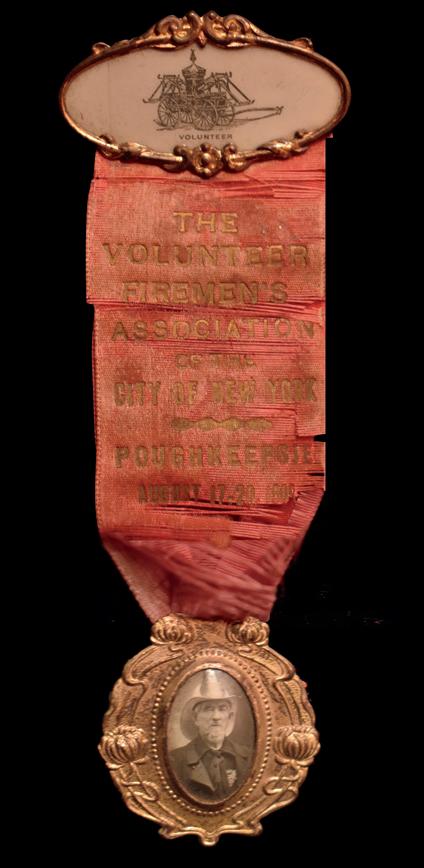 VOLUNTEER
THE
VOLUNTEER
FIREMEN'S
ASSOCIATION
OF THE
CITY OF NEW YORK
POUGHKEEPSIE
AUGUST 17-20